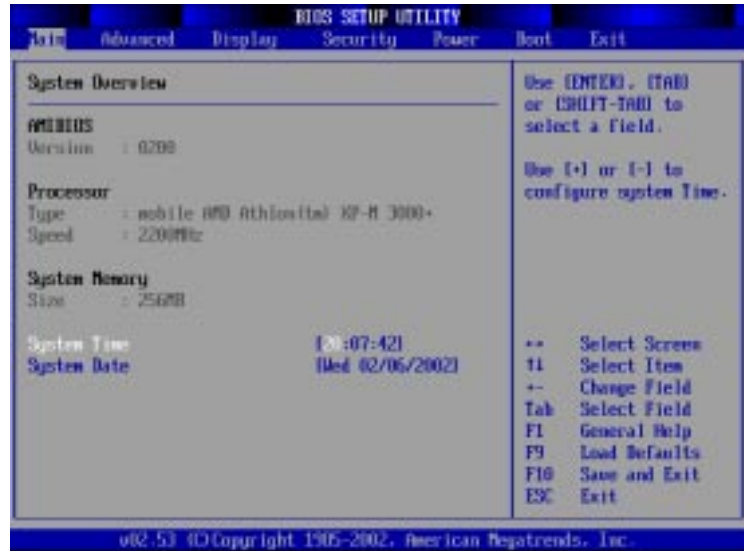 BIOS SETUP UTILITY
Main Advanced Display Security Power Boot Exit
System Overview
AMIBIOS
Version : 0208
Processor
Type : mobile AMD Athlon(tm) XP-M 3000+
Speed : 2200MHz
System Memory
Size : 256MB
System Time [20:07:42]
System Date [Wed 02/06/2002]
Use [ENTER], [TAB]
or [SHIFT-TAB] to
select a field.
Use [+] or [-] to
configure system Time.
↔ Select Screen
↑↓ Select Item
+- Change Field
Tab Select Field
F1 General Help
F9 Load Defaults
F10 Save and Exit
ESC Exit
v02.53 (C)Copyright 1985-2002, American Megatrends, Inc.